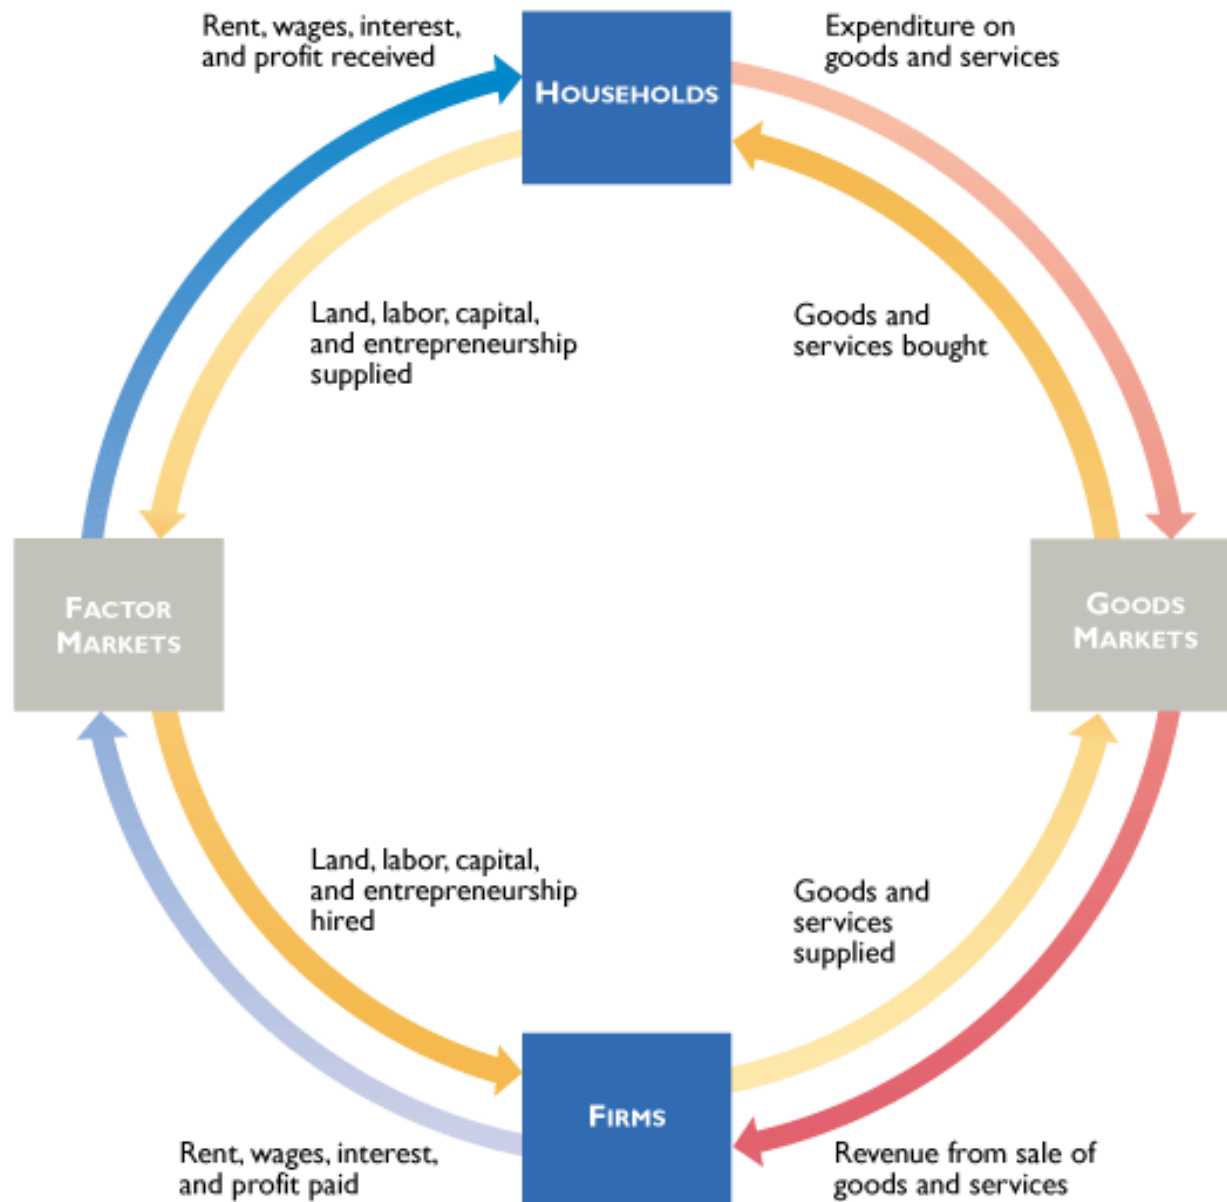 Rent, wages, interest,
and profit received
HOUSEHOLDS
Expenditure on
goods and services
Land, labor, capital,
and entrepreneurship
supplied
Goods and
services bought
FACTOR
MARKETS
GOODS
MARKETS
Land, labor, capital,
and entrepreneurship
hired
Goods and
services
supplied
FIRMS
Rent, wages, interest,
and profit paid
Revenue from sale of
goods and services